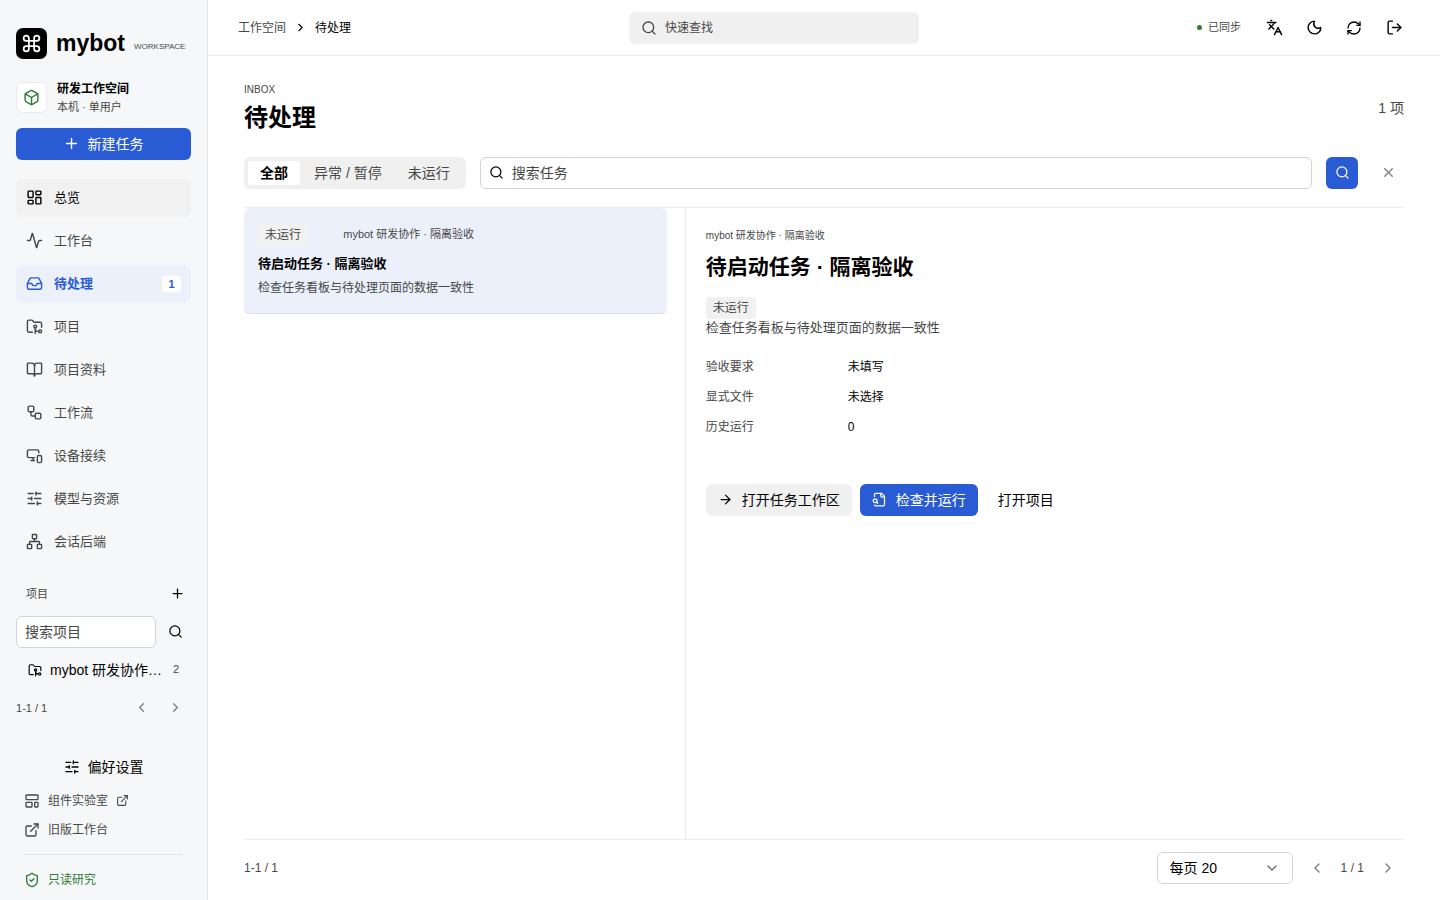 mybot WORKSPACE
研发工作空间
本机 · 单用户
新建任务
总览
工作台
待处理 1
项目
项目资料
工作流
设备接续
模型与资源
会话后端
项目
搜索项目
mybot 研发协作… 2
1-1 / 1
偏好设置
组件实验室
旧版工作台
只读研究
工作空间 待处理
快速查找
已同步
INBOX
待处理
1 项
全部 异常 / 暂停 未运行
搜索任务
未运行 mybot 研发协作 · 隔离验收
待启动任务 · 隔离验收
检查任务看板与待处理页面的数据一致性
mybot 研发协作 · 隔离验收
待启动任务 · 隔离验收
未运行
检查任务看板与待处理页面的数据一致性
验收要求 未填写
显式文件 未选择
历史运行 0
打开任务工作区 检查并运行 打开项目
1-1 / 1
每页 20
1 / 1